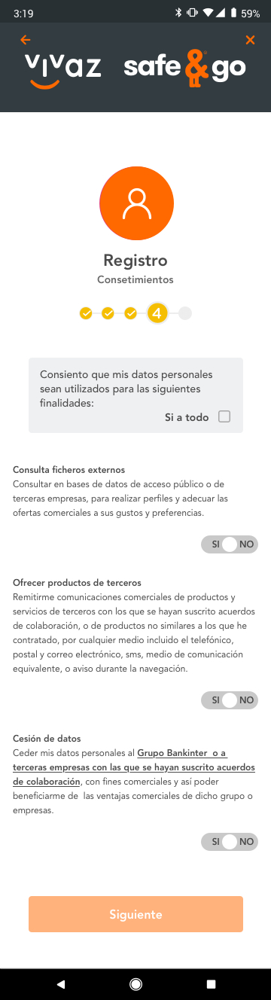 3:19
59%
vivaz
safe&go
Registro
Consetimientos
4
Consiento que mis datos personales
sean utilizados para las siguientes
finalidades:
Si a todo
Consulta ficheros externos
Consultar en bases de datos de acceso público o de
terceras empresas, para realizar perfiles y adecuar las
ofertas comerciales a sus gustos y preferencias.
SI NO
Ofrecer productos de terceros
Remitirme comunicaciones comerciales de productos y
servicios de terceros con los que se hayan suscrito acuerdos
de colaboración, o de productos no similares a los que he
contratado, por cualquier medio incluido el telefónico,
postal y correo electrónico, sms, medio de comunicación
equivalente, o aviso durante la navegación.
SI NO
Cesión de datos
Ceder mis datos personales al Grupo Bankinter o a
terceras empresas con las que se hayan suscrito acuerdos
de colaboración, con fines comerciales y así poder
beneficiarme de las ventajas comerciales de dicho grupo o
empresas.
SI NO
Siguiente